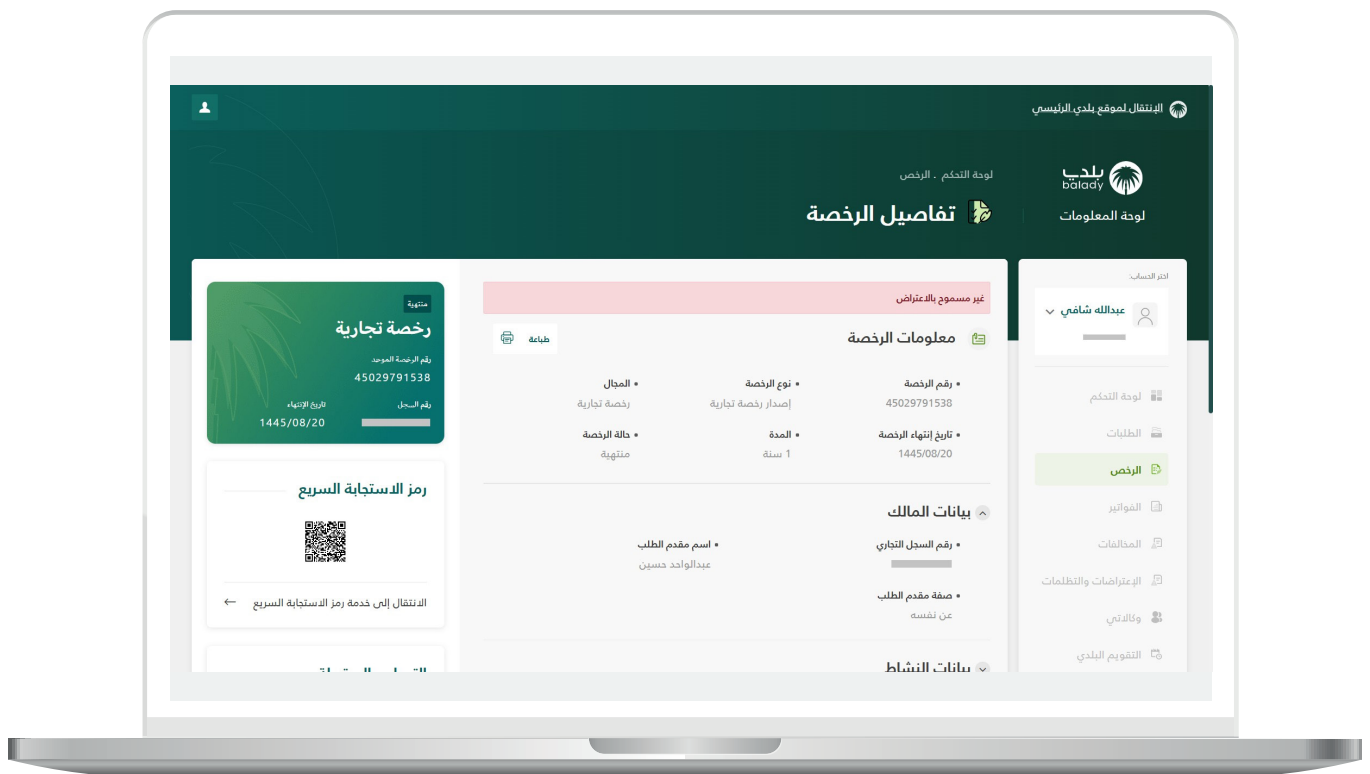 الإنتقال لموقع بلدي الرئيسي
بلدي
balady
لوحة المعلومات
لوحة التحكم . الرخص
تفاصيل الرخصة
اختر الحساب:
عبدالله شافي
لوحة التحكم
الطلبات
الرخص
الفواتير
المخالفات
الإعتراضات والتظلمات
وكالاتي
التقويم البلدي
غير مسموح بالاعتراض
معلومات الرخصة
طباعة
رقم الرخصة
نوع الرخصة
المجال
45029791538
إصدار رخصة تجارية
رخصة تجارية
تاريخ إنتهاء الرخصة
المدة
حالة الرخصة
1445/08/20
1 سنة
منتهية
بيانات المالك
رقم السجل التجاري
اسم مقدم الطلب
عبدالواحد حسين
صفة مقدم الطلب
عن نفسه
بيانات النشاط
منتهية
رخصة تجارية
رقم الرخصة الموحد
45029791538
رقم السجل
تاريخ الإنتهاء
1445/08/20
رمز الاستجابة السريع
الانتقال إلى خدمة رمز الاستجابة السريع